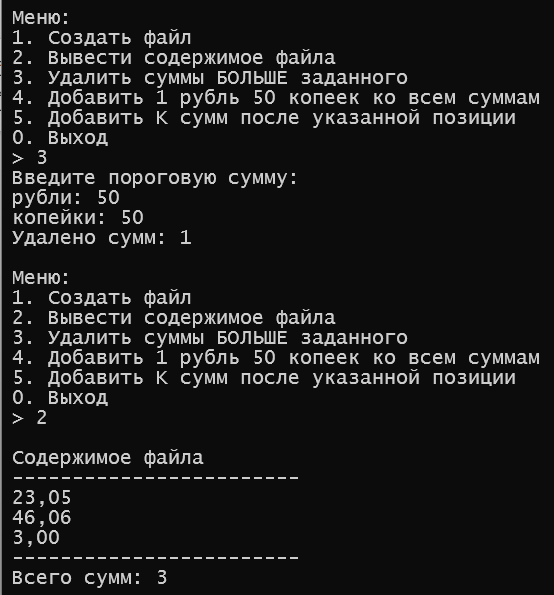 Меню:
1. Создать файл
2. Вывести содержимое файла
3. Удалить суммы БОЛЬШЕ заданного
4. Добавить 1 рубль 50 копеек ко всем суммам
5. Добавить K сумм после указанной позиции
0. Выход
> 3
Введите пороговую сумму:
рубли: 50
копейки: 50
Удалено сумм: 1

Меню:
1. Создать файл
2. Вывести содержимое файла
3. Удалить суммы БОЛЬШЕ заданного
4. Добавить 1 рубль 50 копеек ко всем суммам
5. Добавить K сумм после указанной позиции
0. Выход
> 2

Содержимое файла
------------------------
23,05
46,06
3,00
------------------------
Всего сумм: 3